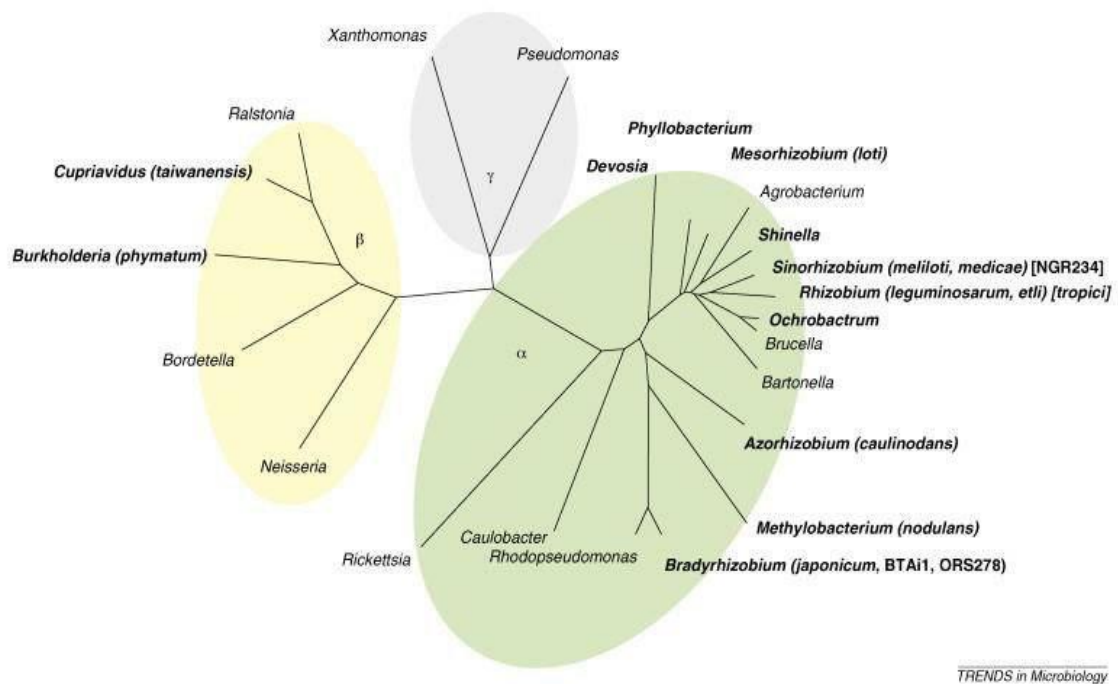 Xanthomonas
Pseudomonas
Ralstonia
Phyllobacterium
Mesorhizobium (loti)
Cupriavidus (taiwanensis)
Devosia
γ
Agrobacterium
Shinella
β
Burkholderia (phymatum)
Sinorhizobium (meliloti, medicae) [NGR234]
Rhizobium (leguminosarum, etli) [tropici]
Ochrobactrum
Brucella
α
Bordetella
Bartonella
Azorhizobium (caulinodans)
Neisseria
Methylobacterium (nodulans)
Caulobacter
Rickettsia
Rhodopseudomonas
Bradyrhizobium (japonicum, BTAi1, ORS278)
TRENDS in Microbiology